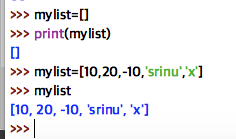 >>> mylist=[]
>>> print(mylist)
[]
>>> mylist=[10,20,-10,'srinu','x']
>>> mylist
[10, 20, -10, 'srinu', 'x']
>>>